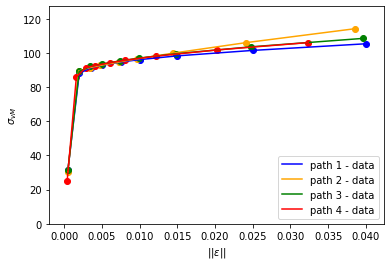 120
100
80
60
40
20
0
σvM
0.000 0.005 0.010 0.015 0.020 0.025 0.030 0.035 0.040
||ε||
path 1 - data
path 2 - data
path 3 - data
path 4 - data